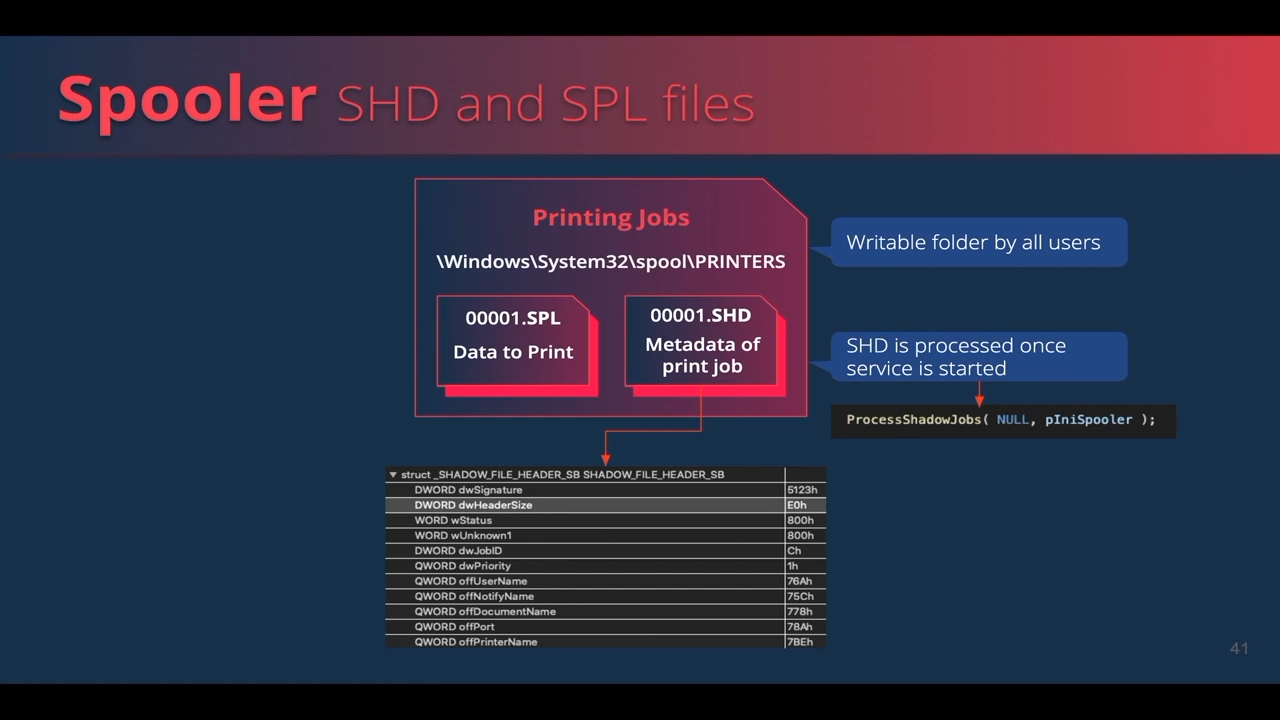 Spooler SHD and SPL files
Printing Jobs
\Windows\System32\spool\PRINTERS
00001.SPL
Data to Print
00001.SHD
Metadata of
print job
Writable folder by all users
SHD is processed once
service is started
ProcessShadowJobs( NULL, pIniSpooler );
struct _SHADOW_FILE_HEADER_SB SHADOW_FILE_HEADER_SB
DWORD dwSignature 5123h
DWORD dwHeaderSize E0h
WORD wStatus 800h
WORD wUnknown1 800h
DWORD dwJobID Ch
QWORD dwPriority 1h
QWORD offUserName 76Ah
QWORD offNotifyName 75Ch
QWORD offDocumentName 778h
QWORD offPort 78Ah
QWORD offPrinterName 7BEh
41